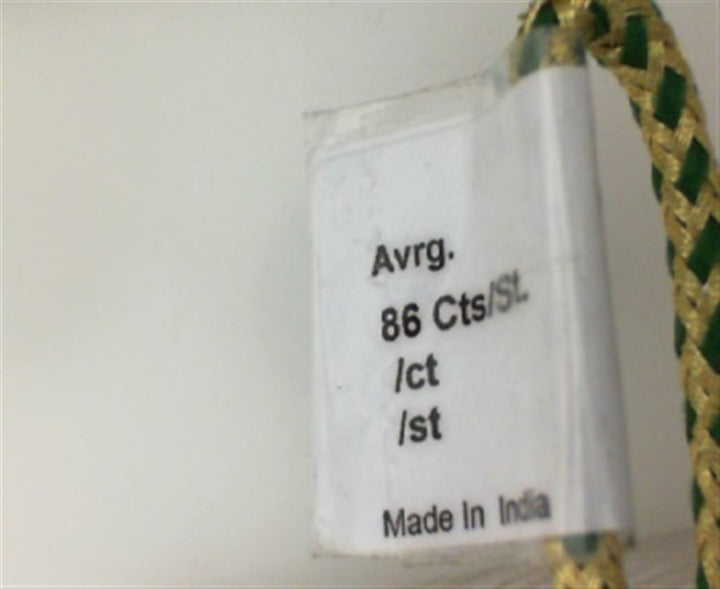 Avrg.
86 Cts/St.
/ct
/st
Made In India